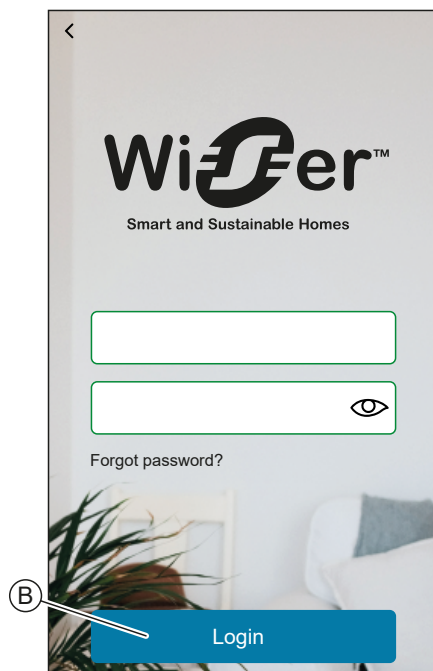 Wiser™
Smart and Sustainable Homes
Forgot password?
B
Login